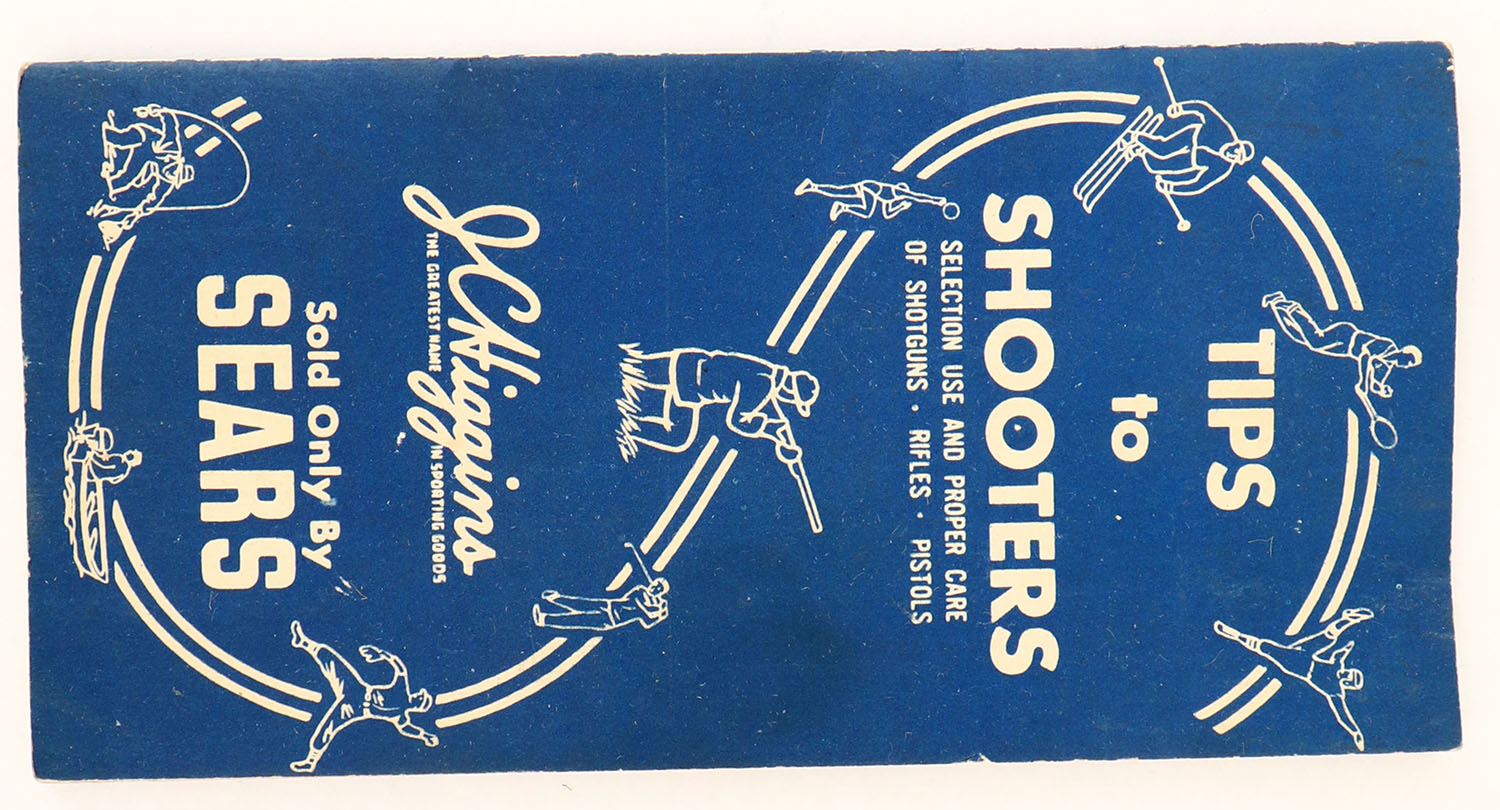 TIPS
to
SHOOTERS
SELECTION USE AND PROPER CARE
OF SHOTGUNS • RIFLES • PISTOLS
J.C. Higgins
THE GREATEST NAME IN SPORTING GOODS
Sold Only By
SEARS